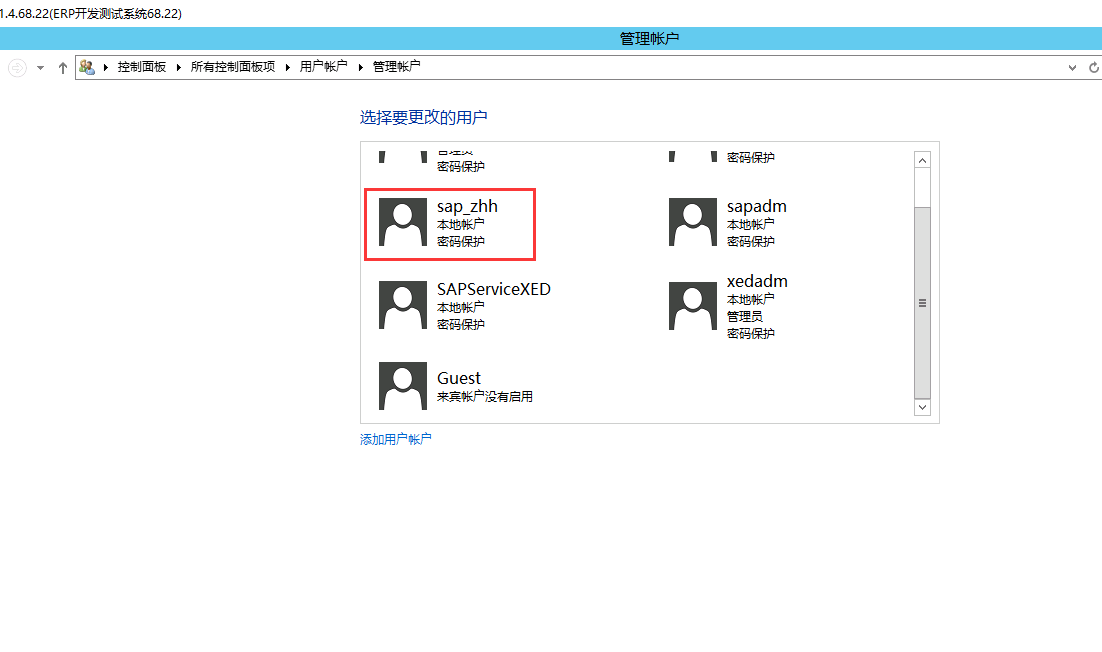 1.4.68.22(ERP开发测试系统68.22)
管理帐户
控制面板 所有控制面板项 用户帐户 管理帐户
选择要更改的用户
管理员
密码保护
密码保护
sap_zhh
本地帐户
密码保护
sapadm
本地帐户
密码保护
SAPServiceXED
本地帐户
密码保护
xedadm
本地帐户
管理员
密码保护
Guest
来宾帐户没有启用
添加用户帐户